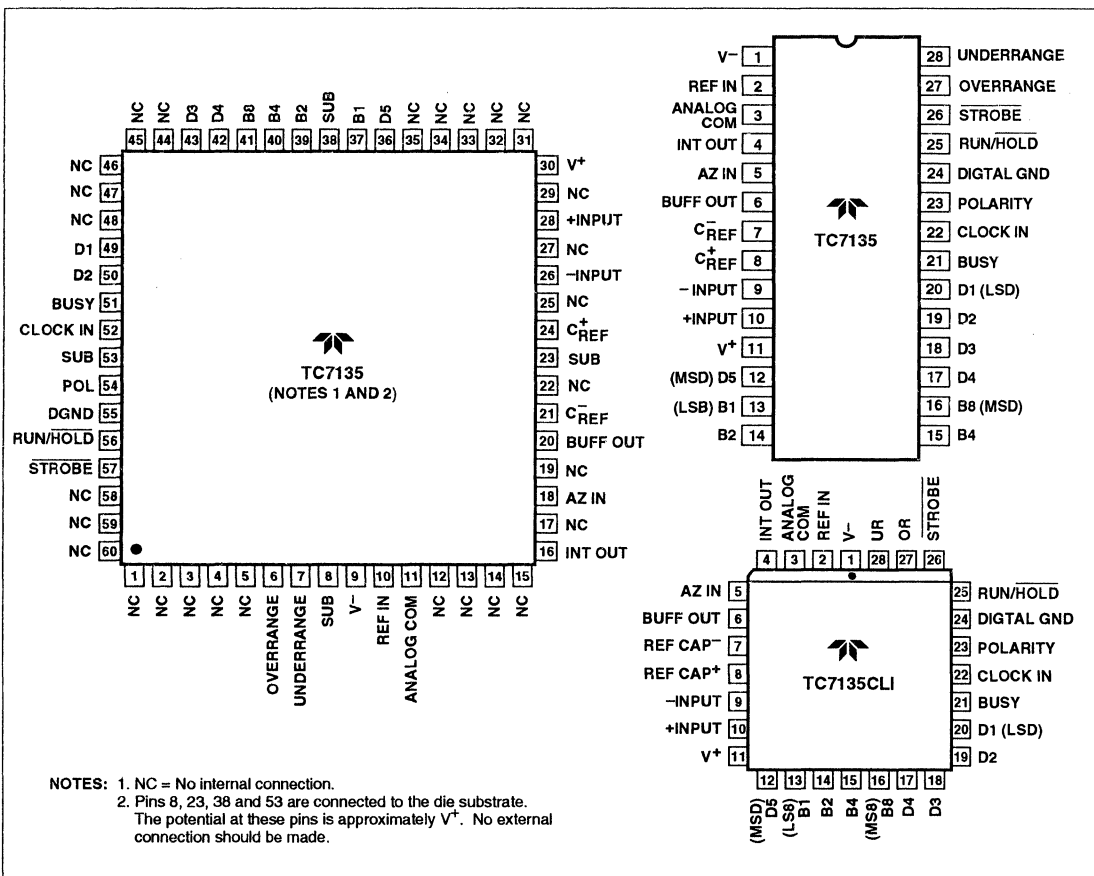 NC NC D3 D4 B8 B4 B2 SUB B1 D5 NC NC NC NC NC
45 44 43 42 41 40 39 38 37 36 35 34 33 32 31
NC 46
NC 47
NC 48
D1 49
D2 50
BUSY 51
CLOCK IN 52
SUB 53
POL 54
DGND 55
RUN/HOLD 56
STROBE 57
NC 58
NC 59
NC 60
30 V+
29 NC
28 +INPUT
27 NC
26 –INPUT
25 NC
24 C+REF
23 SUB
22 NC
21 C–REF
20 BUFF OUT
19 NC
18 AZ IN
17 NC
16 INT OUT
TC7135
(NOTES 1 AND 2)
1 2 3 4 5 6 7 8 9 10 11 12 13 14 15
NC NC NC NC NC OVERRANGE UNDERRANGE SUB V– REF IN ANALOG COM NC NC NC NC
V– 1
REF IN 2
ANALOG
COM 3
INT OUT 4
AZ IN 5
BUFF OUT 6
C–REF 7
C+REF 8
– INPUT 9
+INPUT 10
V+ 11
(MSD) D5 12
(LSB) B1 13
B2 14
TC7135
28 UNDERRANGE
27 OVERRANGE
26 STROBE
25 RUN/HOLD
24 DIGTAL GND
23 POLARITY
22 CLOCK IN
21 BUSY
20 D1 (LSD)
19 D2
18 D3
17 D4
16 B8 (MSD)
15 B4
INT OUT ANALOG COM REF IN V– UR OR STROBE
4 3 2 1 28 27 26
AZ IN 5
BUFF OUT 6
REF CAP– 7
REF CAP+ 8
–INPUT 9
+INPUT 10
V+ 11
TC7135CLI
25 RUN/HOLD
24 DIGTAL GND
23 POLARITY
22 CLOCK IN
21 BUSY
20 D1 (LSD)
19 D2
12 13 14 15 16 17 18
(MSD) D5 (LS8) B1 B2 B4 (MS8) B8 D4 D3
NOTES: 1. NC = No internal connection.
2. Pins 8, 23, 38 and 53 are connected to the die substrate.
The potential at these pins is approximately V+. No external
connection should be made.